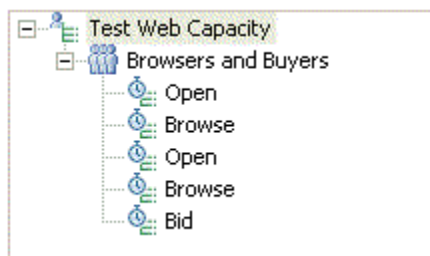 Test Web Capacity
Browsers and Buyers
Open
Browse
Open
Browse
Bid